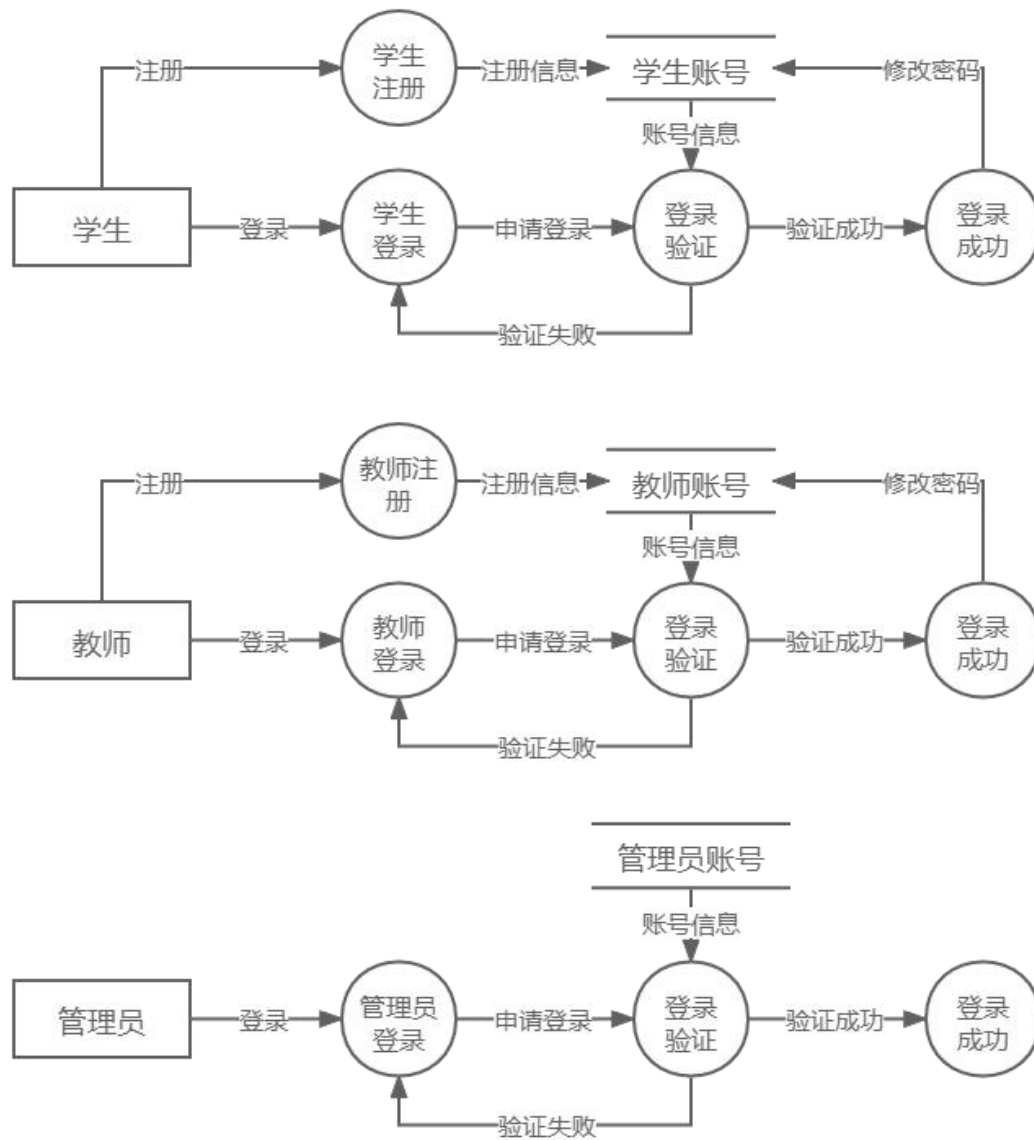 注册
学生
注册
注册信息
学生账号
修改密码
账号信息
学生
登录
学生
登录
申请登录
登录
验证
验证成功
登录
成功
验证失败
注册
教师注
册
注册信息
教师账号
修改密码
账号信息
教师
登录
教师
登录
申请登录
登录
验证
验证成功
登录
成功
验证失败
管理员账号
账号信息
管理员
登录
管理员
登录
申请登录
登录
验证
验证成功
登录
成功
验证失败